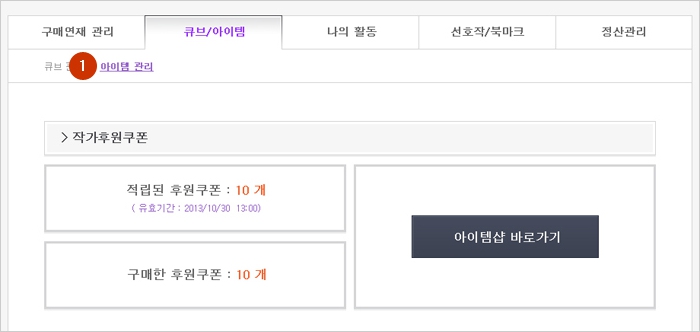 구매연재 관리
큐브/아이템
나의 활동
선호작/북마크
정산관리
큐브
1
아이템 관리
> 작가후원쿠폰
적립된 후원쿠폰 : 10 개
( 유효기간 : 2013/10/30 13:00)
구매한 후원쿠폰 : 10 개
아이템샵 바로가기